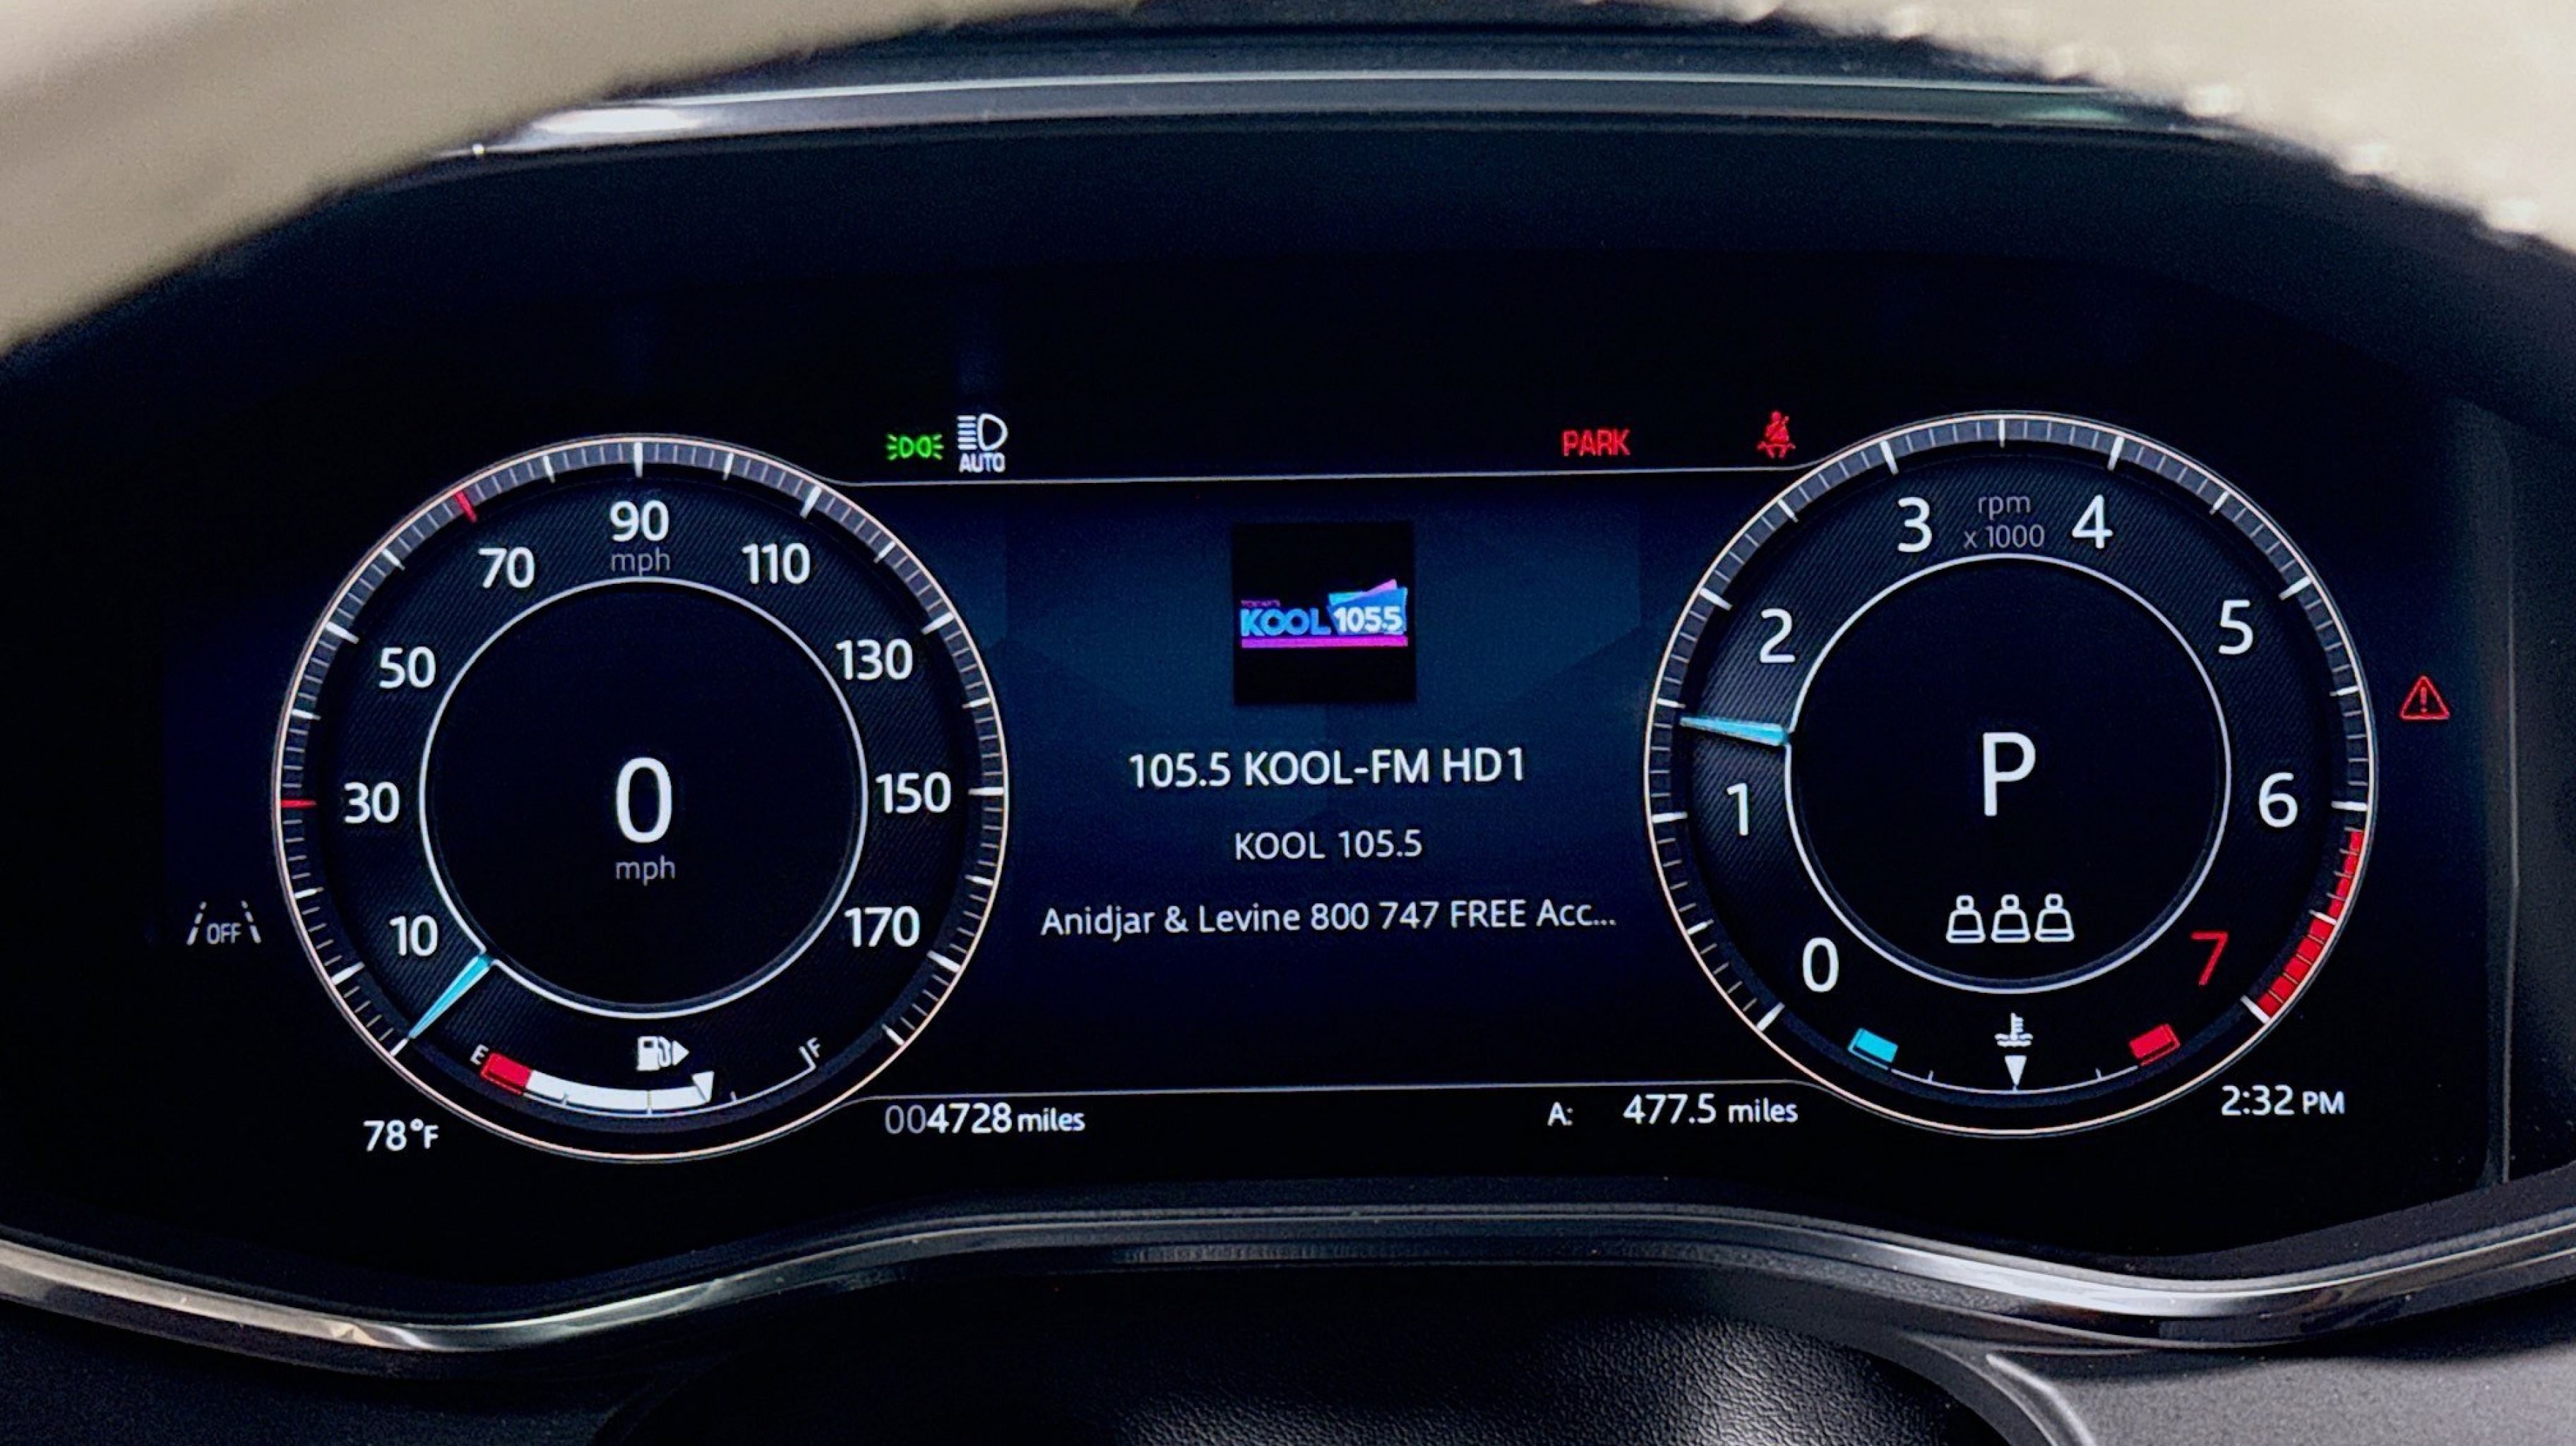 AUTO
PARK
90
mph
70
110
50
130
30
150
10
170
0
mph
E
F
OFF
KOOL 105.5
105.5 KOOL-FM HD1
KOOL 105.5
Anidjar & Levine 800 747 FREE Acc...
3
rpm
x 1000
4
2
5
1
6
0
7
P
78°F
004728 miles
A: 477.5 miles
2:32 PM